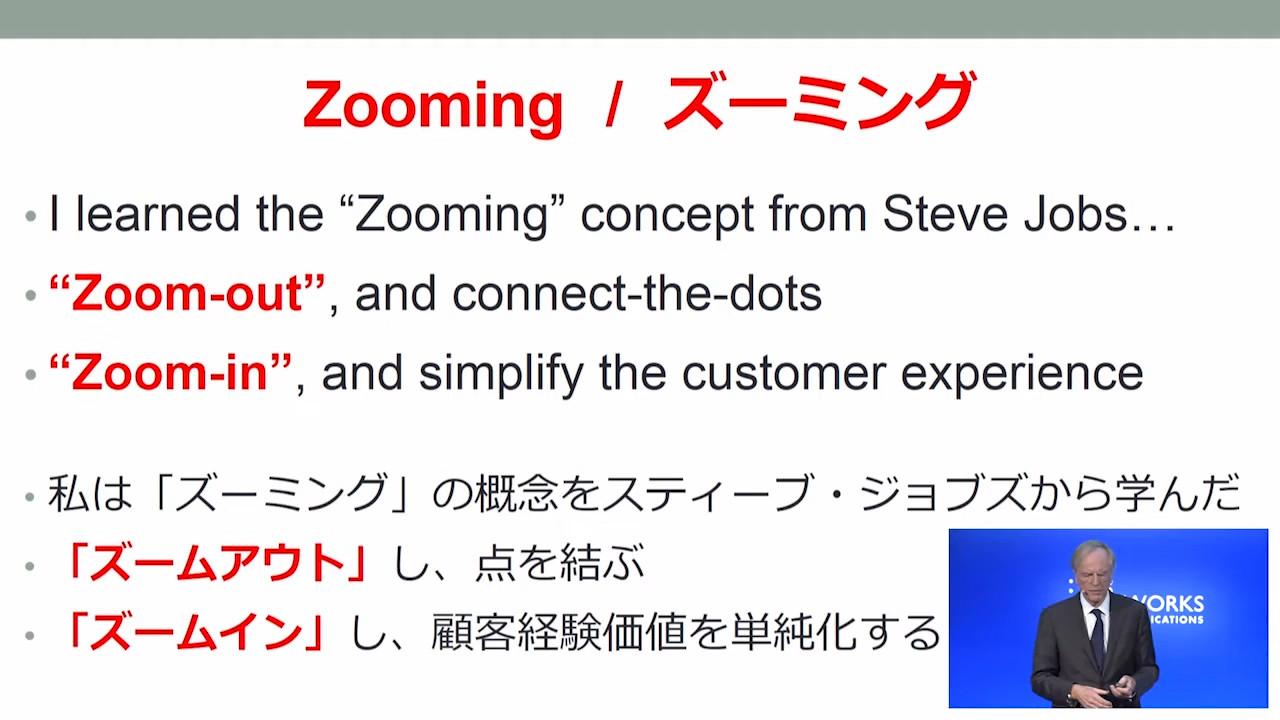 Zooming / ズーミング
• I learned the “Zooming” concept from Steve Jobs…
• “Zoom-out”, and connect-the-dots
• “Zoom-in”, and simplify the customer experience
• 私は「ズーミング」の概念をスティーブ・ジョブズから学んだ
• 「ズームアウト」し、点を結ぶ
• 「ズームイン」し、顧客経験価値を単純化する
WORKS
ICATIONS